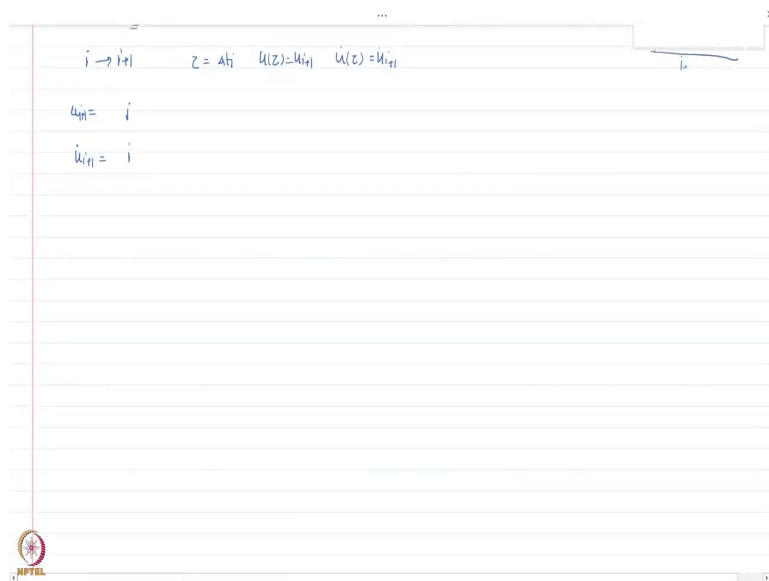 i → i+1 τ = Δti u(τ)=ui+1 u̇(τ) = u̇i+1
ui+1= i
u̇i+1 = i
NPTEL